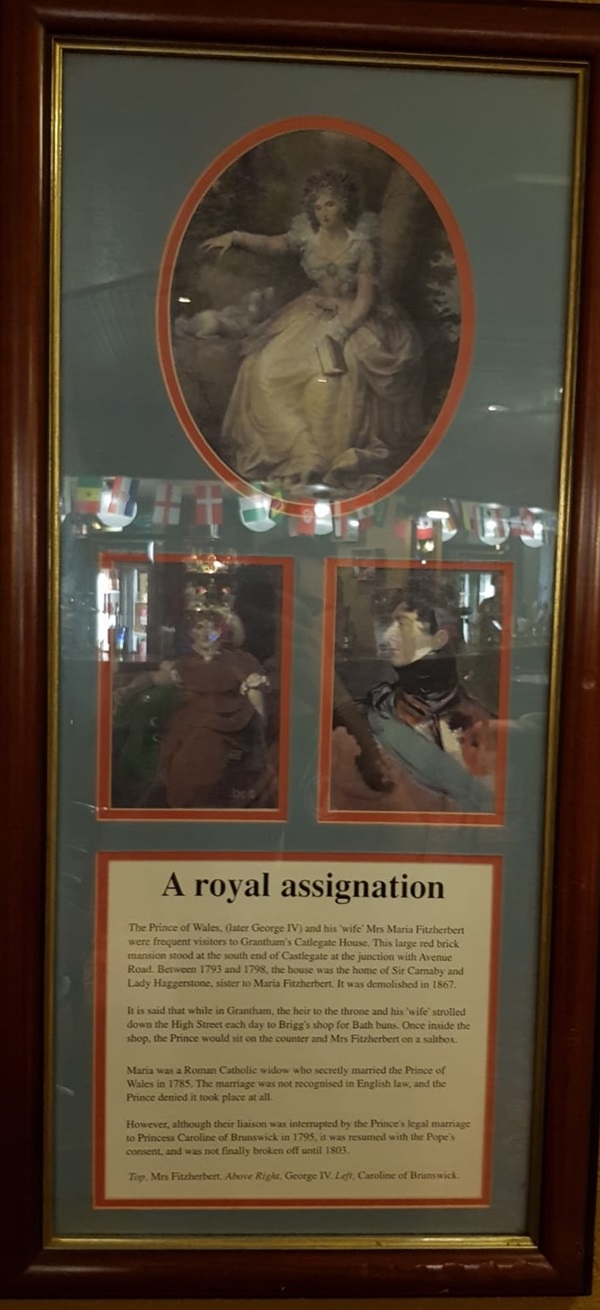 A royal assignation
The Prince of Wales, (later George IV) and his 'wife' Mrs Maria Fitzherbert
were frequent visitors to Grantham's Catlegate House. This large red brick
mansion stood at the south end of Castlegate at the junction with Avenue
Road. Between 1793 and 1798, the house was the home of Sir Carnaby and
Lady Haggerstone, sister to Maria Fitzherbert. It was demolished in 1867.
It is said that while in Grantham, the heir to the throne and his 'wife' strolled
down the High Street each day to Brigg's shop for Bath buns. Once inside the
shop, the Prince would sit on the counter and Mrs Fitzherbert on a saltbox.
Maria was a Roman Catholic widow who secretly married the Prince of
Wales in 1785. The marriage was not recognised in English law, and the
Prince denied it took place at all.
However, although their liaison was interrupted by the Prince's legal marriage
to Princess Caroline of Brunswick in 1795, it was resumed with the Pope's
consent, and was not finally broken off until 1803.
Top, Mrs Fitzherbert. Above Right, George IV. Left, Caroline of Brunswick.